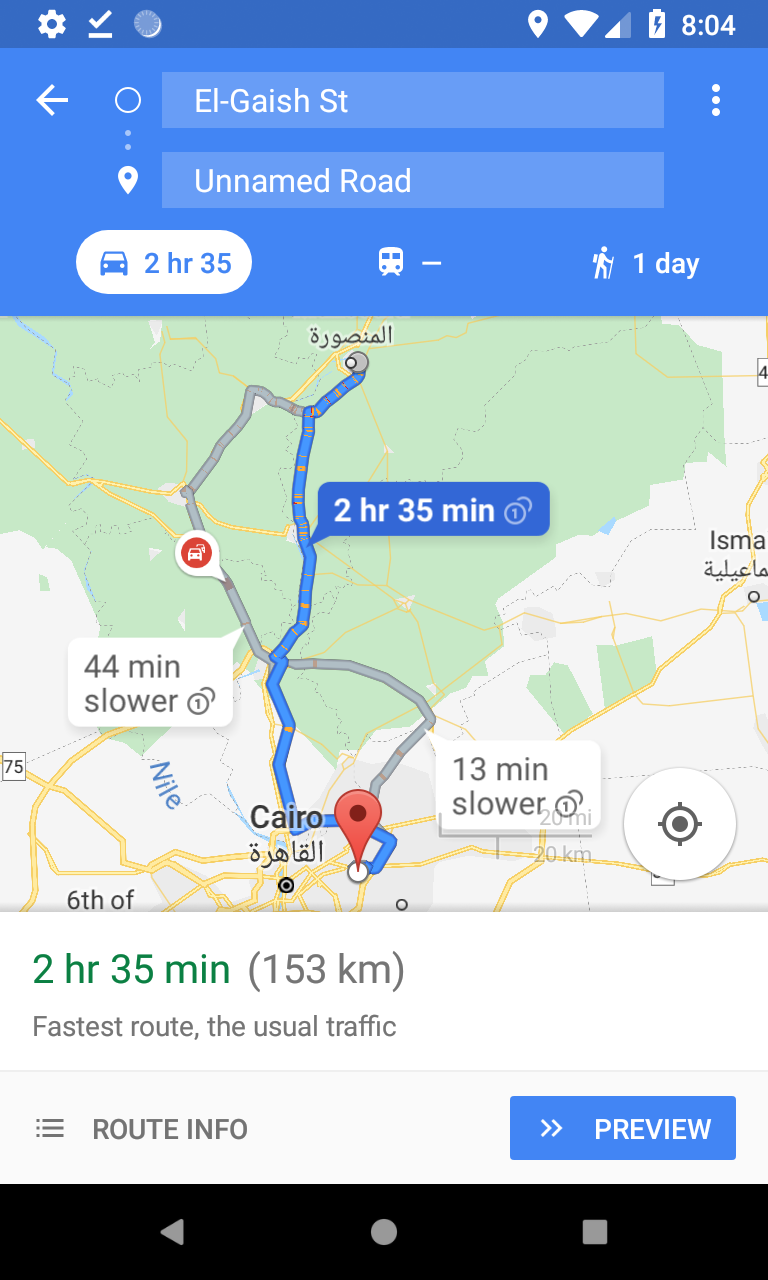 8:04
El-Gaish St
Unnamed Road
2 hr 35
—
1 day
المنصورة
4
2 hr 35 min
Isma
ماعيلية
44 min
slower
75
Nile
13 min
slower
20 mi
20 km
Cairo
القاهرة
6th of
2 hr 35 min (153 km)
Fastest route, the usual traffic
ROUTE INFO
PREVIEW